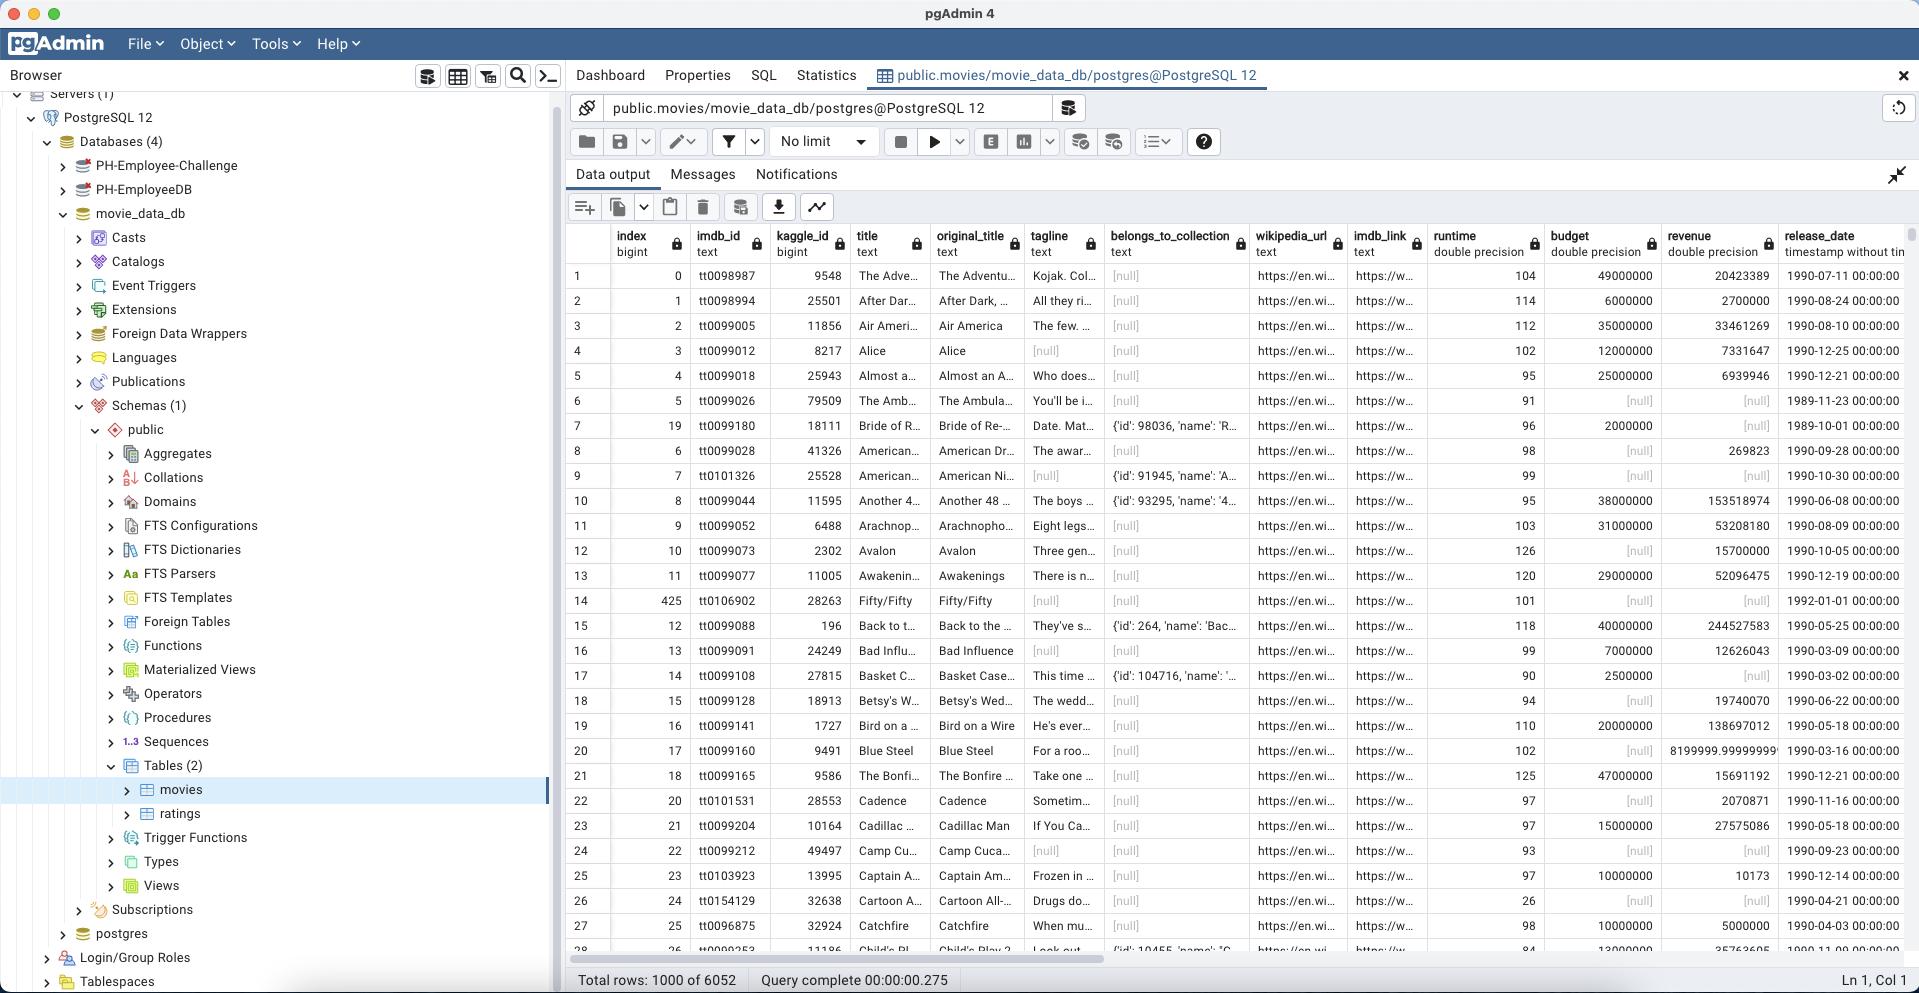 pgAdmin 4
pgAdmin File Object Tools Help
Browser
Servers (1)
PostgreSQL 12
Databases (4)
PH-Employee-Challenge
PH-EmployeeDB
movie_data_db
Casts
Catalogs
Event Triggers
Extensions
Foreign Data Wrappers
Languages
Publications
Schemas (1)
public
Aggregates
Collations
Domains
FTS Configurations
FTS Dictionaries
Aa FTS Parsers
FTS Templates
Foreign Tables
Functions
Materialized Views
Operators
Procedures
1..3 Sequences
Tables (2)
movies
ratings
Trigger Functions
Types
Views
Subscriptions
postgres
Login/Group Roles
Tablespaces
Dashboard Properties SQL Statistics public.movies/movie_data_db/postgres@PostgreSQL 12
public.movies/movie_data_db/postgres@PostgreSQL 12
No limit E
Data output Messages Notifications
index imdb_id kaggle_id title original_title tagline belongs_to_collection wikipedia_url imdb_link runtime budget revenue release_date
bigint text bigint text text text text text text double precision double precision double precision timestamp without tin
1 0 tt0098987 9548 The Adve... The Adventu... Kojak. Col... [null] https://en.wi... https://w... 104 49000000 20423389 1990-07-11 00:00:00
2 1 tt0098994 25501 After Dar... After Dark, ... All they ri... [null] https://en.wi... https://w... 114 6000000 2700000 1990-08-24 00:00:00
3 2 tt0099005 11856 Air Ameri... Air America The few. ... [null] https://en.wi... https://w... 112 35000000 33461269 1990-08-10 00:00:00
4 3 tt0099012 8217 Alice Alice [null] [null] https://en.wi... https://w... 102 12000000 7331647 1990-12-25 00:00:00
5 4 tt0099018 25943 Almost a... Almost an A... Who does... [null] https://en.wi... https://w... 95 25000000 6939946 1990-12-21 00:00:00
6 5 tt0099026 79509 The Amb... The Ambula... You'll be i... [null] https://en.wi... https://w... 91 [null] [null] 1989-11-23 00:00:00
7 19 tt0099180 18111 Bride of R... Bride of Re-... Date. Mat... {'id': 98036, 'name': 'R... https://en.wi... https://w... 96 2000000 [null] 1989-10-01 00:00:00
8 6 tt0099028 41326 American... American Dr... The awar... [null] https://en.wi... https://w... 98 [null] 269823 1990-09-28 00:00:00
9 7 tt0101326 25528 American... American Ni... [null] {'id': 91945, 'name': 'A... https://en.wi... https://w... 99 [null] [null] 1990-10-30 00:00:00
10 8 tt0099044 11595 Another 4... Another 48 ... The boys ... {'id': 93295, 'name': '4... https://en.wi... https://w... 95 38000000 153518974 1990-06-08 00:00:00
11 9 tt0099052 6488 Arachnop... Arachnopho... Eight legs... [null] https://en.wi... https://w... 103 31000000 53208180 1990-08-09 00:00:00
12 10 tt0099073 2302 Avalon Avalon Three gen... [null] https://en.wi... https://w... 126 [null] 15700000 1990-10-05 00:00:00
13 11 tt0099077 11005 Awakenin... Awakenings There is n... [null] https://en.wi... https://w... 120 29000000 52096475 1990-12-19 00:00:00
14 425 tt0106902 28263 Fifty/Fifty Fifty/Fifty [null] [null] https://en.wi... https://w... 101 [null] [null] 1992-01-01 00:00:00
15 12 tt0099088 196 Back to t... Back to the ... They've s... {'id': 264, 'name': 'Bac... https://en.wi... https://w... 118 40000000 244527583 1990-05-25 00:00:00
16 13 tt0099091 24249 Bad Influ... Bad Influence [null] [null] https://en.wi... https://w... 99 7000000 12626043 1990-03-09 00:00:00
17 14 tt0099108 27815 Basket C... Basket Case... This time ... {'id': 104716, 'name': '... https://en.wi... https://w... 90 2500000 [null] 1990-03-02 00:00:00
18 15 tt0099128 18913 Betsy's W... Betsy's Wed... The wedd... [null] https://en.wi... https://w... 94 [null] 19740070 1990-06-22 00:00:00
19 16 tt0099141 1727 Bird on a ... Bird on a Wire He's ever... [null] https://en.wi... https://w... 110 20000000 138697012 1990-05-18 00:00:00
20 17 tt0099160 9491 Blue Steel Blue Steel For a roo... [null] https://en.wi... https://w... 102 [null] 8199999.99999999 1990-03-16 00:00:00
21 18 tt0099165 9586 The Bonfi... The Bonfire ... Take one ... [null] https://en.wi... https://w... 125 47000000 15691192 1990-12-21 00:00:00
22 20 tt0101531 28553 Cadence Cadence Sometim... [null] https://en.wi... https://w... 97 [null] 2070871 1990-11-16 00:00:00
23 21 tt0099204 10164 Cadillac ... Cadillac Man If You Ca... [null] https://en.wi... https://w... 97 15000000 27575086 1990-05-18 00:00:00
24 22 tt0099212 49497 Camp Cu... Camp Cuca... [null] [null] https://en.wi... https://w... 93 [null] [null] 1990-09-23 00:00:00
25 23 tt0103923 13995 Captain A... Captain Am... Frozen in ... [null] https://en.wi... https://w... 97 10000000 10173 1990-12-14 00:00:00
26 24 tt0154129 32638 Cartoon A... Cartoon All-... Drugs do... [null] https://en.wi... https://w... 26 [null] [null] 1990-04-21 00:00:00
27 25 tt0096875 32924 Catchfire Catchfire When mu... [null] https://en.wi... https://w... 98 10000000 5000000 1990-04-03 00:00:00
28 26 tt0099253 11186 Child's Pl... Child's Play 2 Look out... {'id': 10455, 'name': "C... https://en.wi... https://w... 84 13000000 35763605 1990-11-09 00:00:00
Total rows: 1000 of 6052 Query complete 00:00:00.275 Ln 1, Col 1